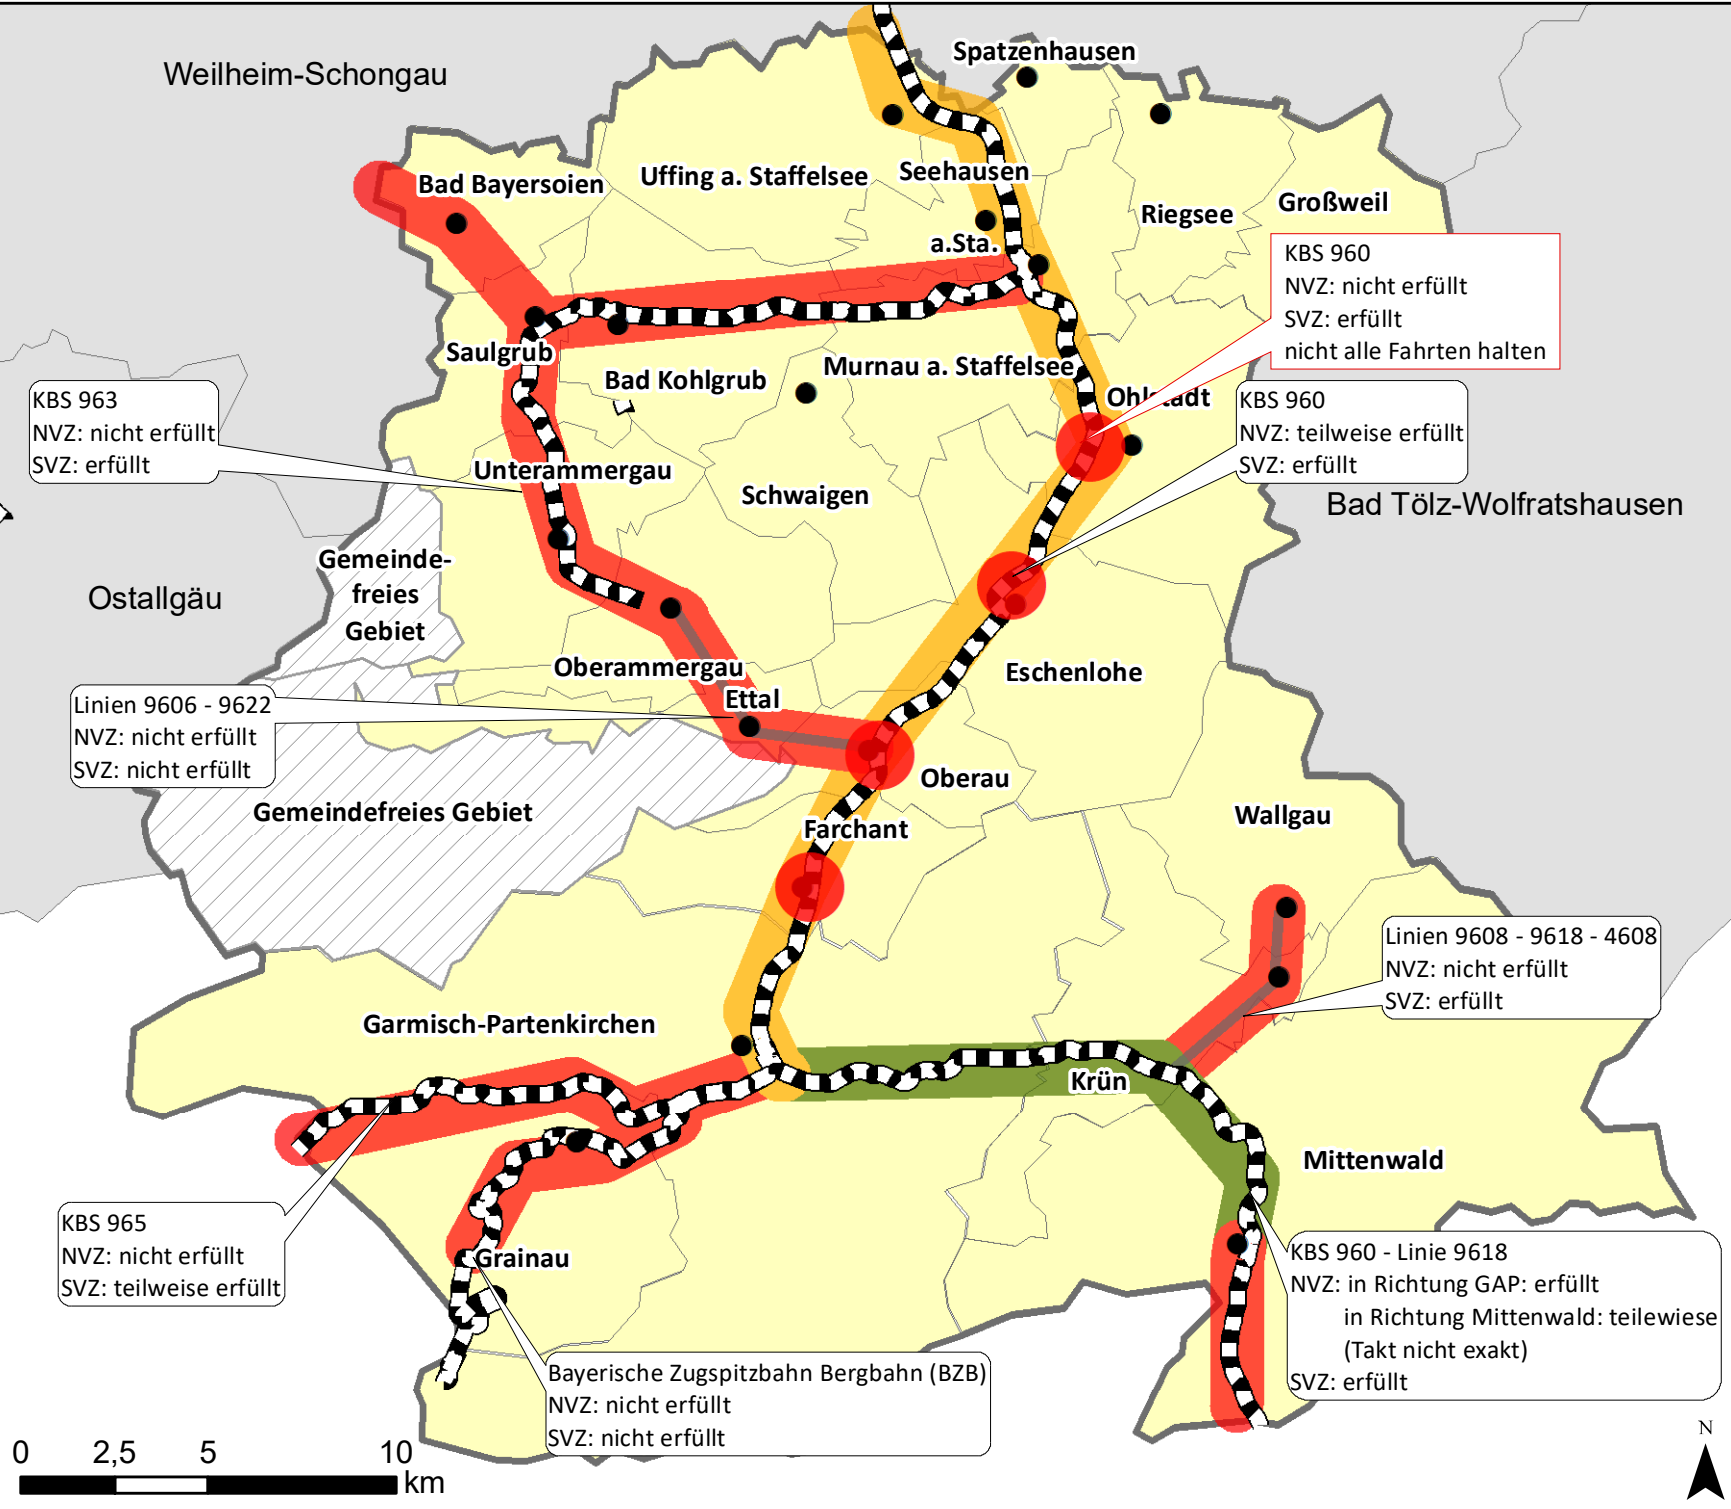 Spatzenhausen
Weilheim-Schongau
Uffing a. Staffelsee
Seehausen
a.Sta.
Bad Bayersoien
Riegsee
Großweil
KBS 960
NVZ: nicht erfüllt
SVZ: erfüllt
nicht alle Fahrten halten
Saulgrub
Bad Kohlgrub
Murnau a. Staffelsee
Ohlstadt
KBS 963
NVZ: nicht erfüllt
SVZ: erfüllt
KBS 960
NVZ: teilweise erfüllt
SVZ: erfüllt
Unterammergau
Schwaigen
Bad Tölz-Wolfratshausen
Gemeinde-
freies
Gebiet
Ostallgäu
Oberammergau
Ettal
Eschenlohe
Linien 9606 - 9622
NVZ: nicht erfüllt
SVZ: nicht erfüllt
Oberau
Gemeindefreies Gebiet
Farchant
Wallgau
Linien 9608 - 9618 - 4608
NVZ: nicht erfüllt
SVZ: erfüllt
Garmisch-Partenkirchen
Krün
Mittenwald
KBS 965
NVZ: nicht erfüllt
SVZ: teilweise erfüllt
Grainau
KBS 960 - Linie 9618
NVZ: in Richtung GAP: erfüllt
in Richtung Mittenwald: teilewiese
(Takt nicht exakt)
SVZ: erfüllt
Bayerische Zugspitzbahn Bergbahn (BZB)
NVZ: nicht erfüllt
SVZ: nicht erfüllt
0 2,5 5 10
km
N